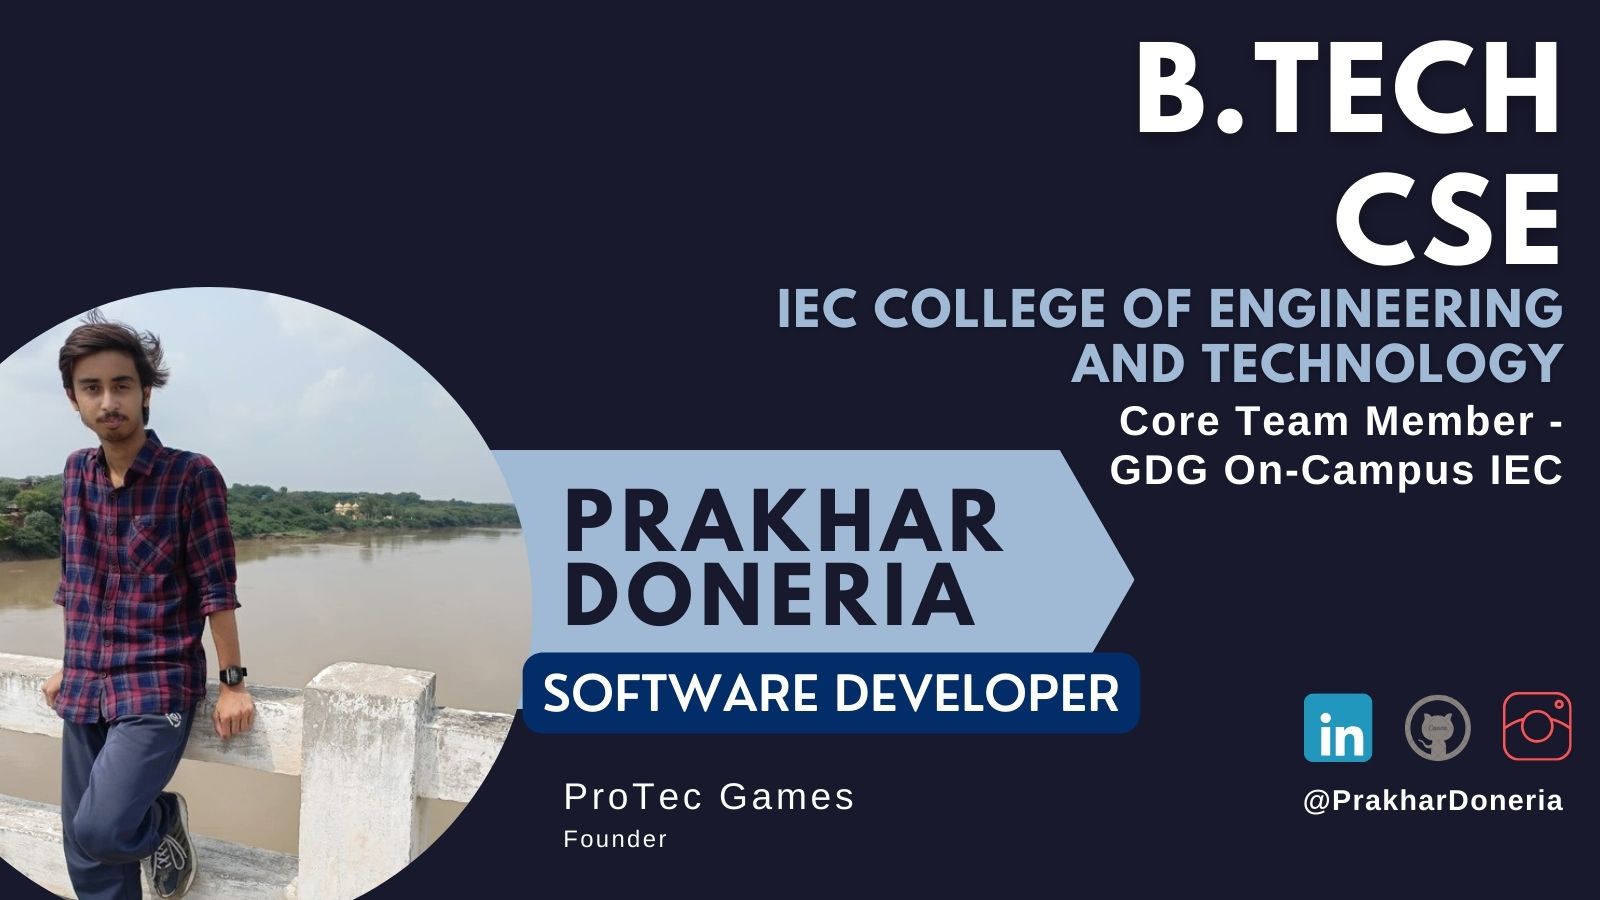 B.TECH
CSE
IEC COLLEGE OF ENGINEERING
AND TECHNOLOGY
Core Team Member -
GDG On-Campus IEC
PRAKHAR
DONERIA
SOFTWARE DEVELOPER
ProTec Games
Founder
in
Canva
@PrakharDoneria